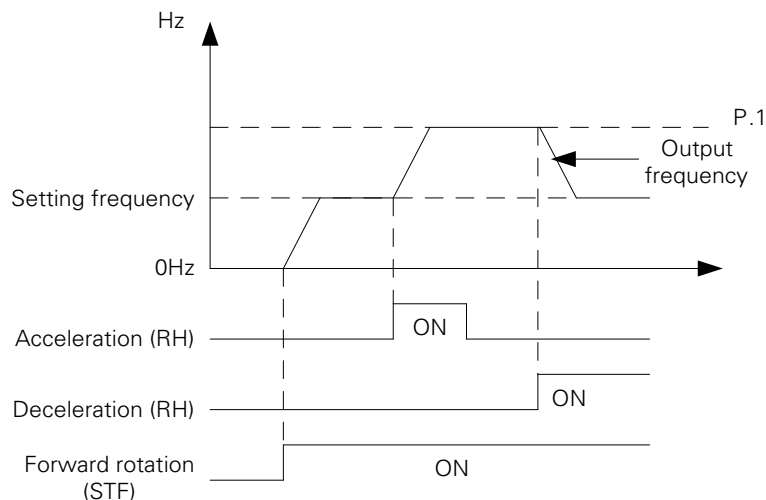 Hz
P.1
Output
frequency
Setting frequency
0Hz
Acceleration (RH)
ON
Deceleration (RH)
ON
Forward rotation
(STF)
ON